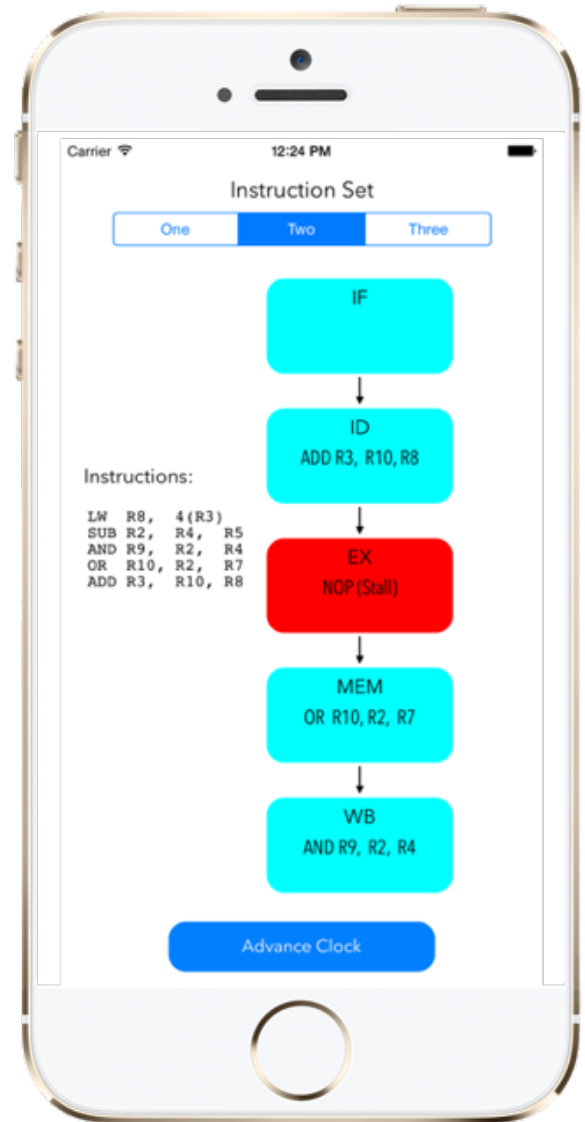 Carrier 12:24 PM
Instruction Set
One Two Three
IF
ID
ADD R3, R10, R8
Instructions:
LW R8, 4(R3)
SUB R2, R4, R5
AND R9, R2, R4
OR R10, R2, R7
ADD R3, R10, R8
EX
NOP (Stall)
MEM
OR R10, R2, R7
WB
AND R9, R2, R4
Advance Clock